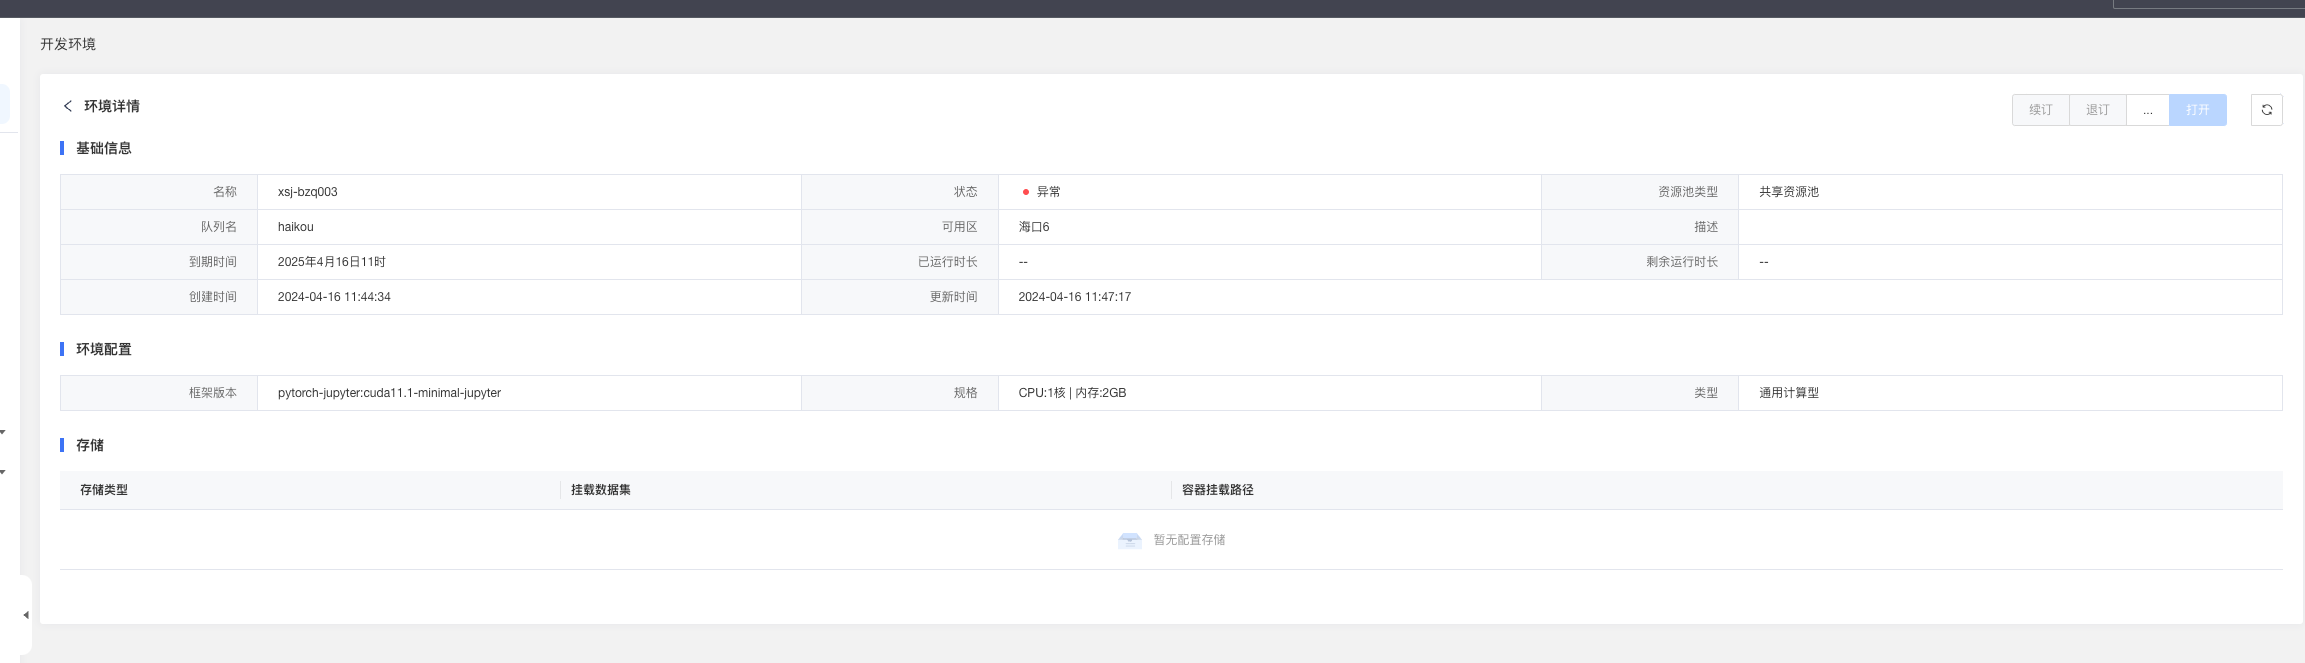 开发环境
环境详情
续订 退订 ... 打开
基础信息
名称 xsj-bzq003 状态 异常 资源池类型 共享资源池
队列名 haikou 可用区 海口6 描述
到期时间 2025年4月16日11时 已运行时长 -- 剩余运行时长 --
创建时间 2024-04-16 11:44:34 更新时间 2024-04-16 11:47:17
环境配置
框架版本 pytorch-jupyter:cuda11.1-minimal-jupyter 规格 CPU:1核 | 内存:2GB 类型 通用计算型
存储
存储类型 挂载数据集 容器挂载路径
暂无配置存储